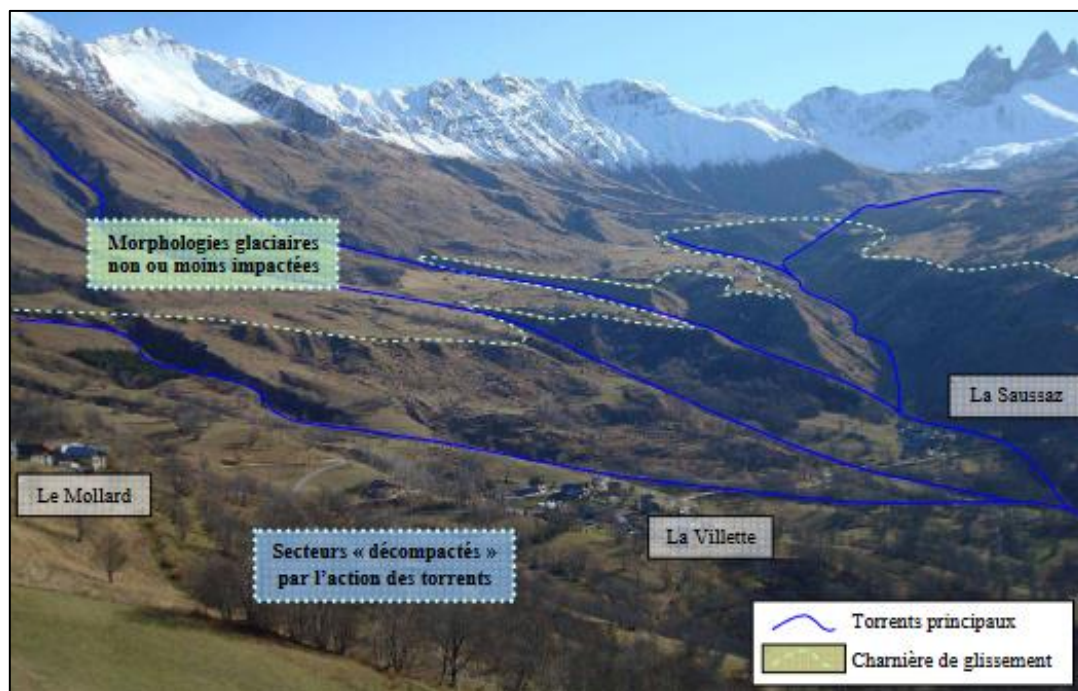 Morphologies glaciaires
non ou moins impactées
La Saussaz
Le Mollard
La Villette
Secteurs « décompactés »
par l'action des torrents
Torrents principaux
Charnière de glissement